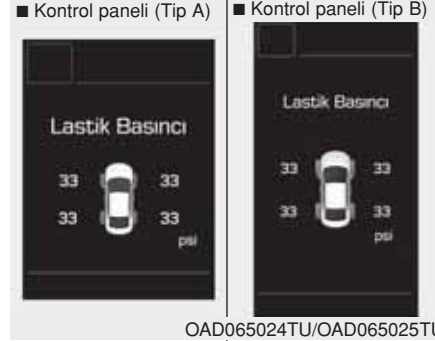 ■ Kontrol paneli (Tip A)
■ Kontrol paneli (Tip B)
Lastik Basıncı
33 33
33 33
psi
Lastik Basıncı
33 33
33 33
psi
OAD065024TU/OAD065025TU